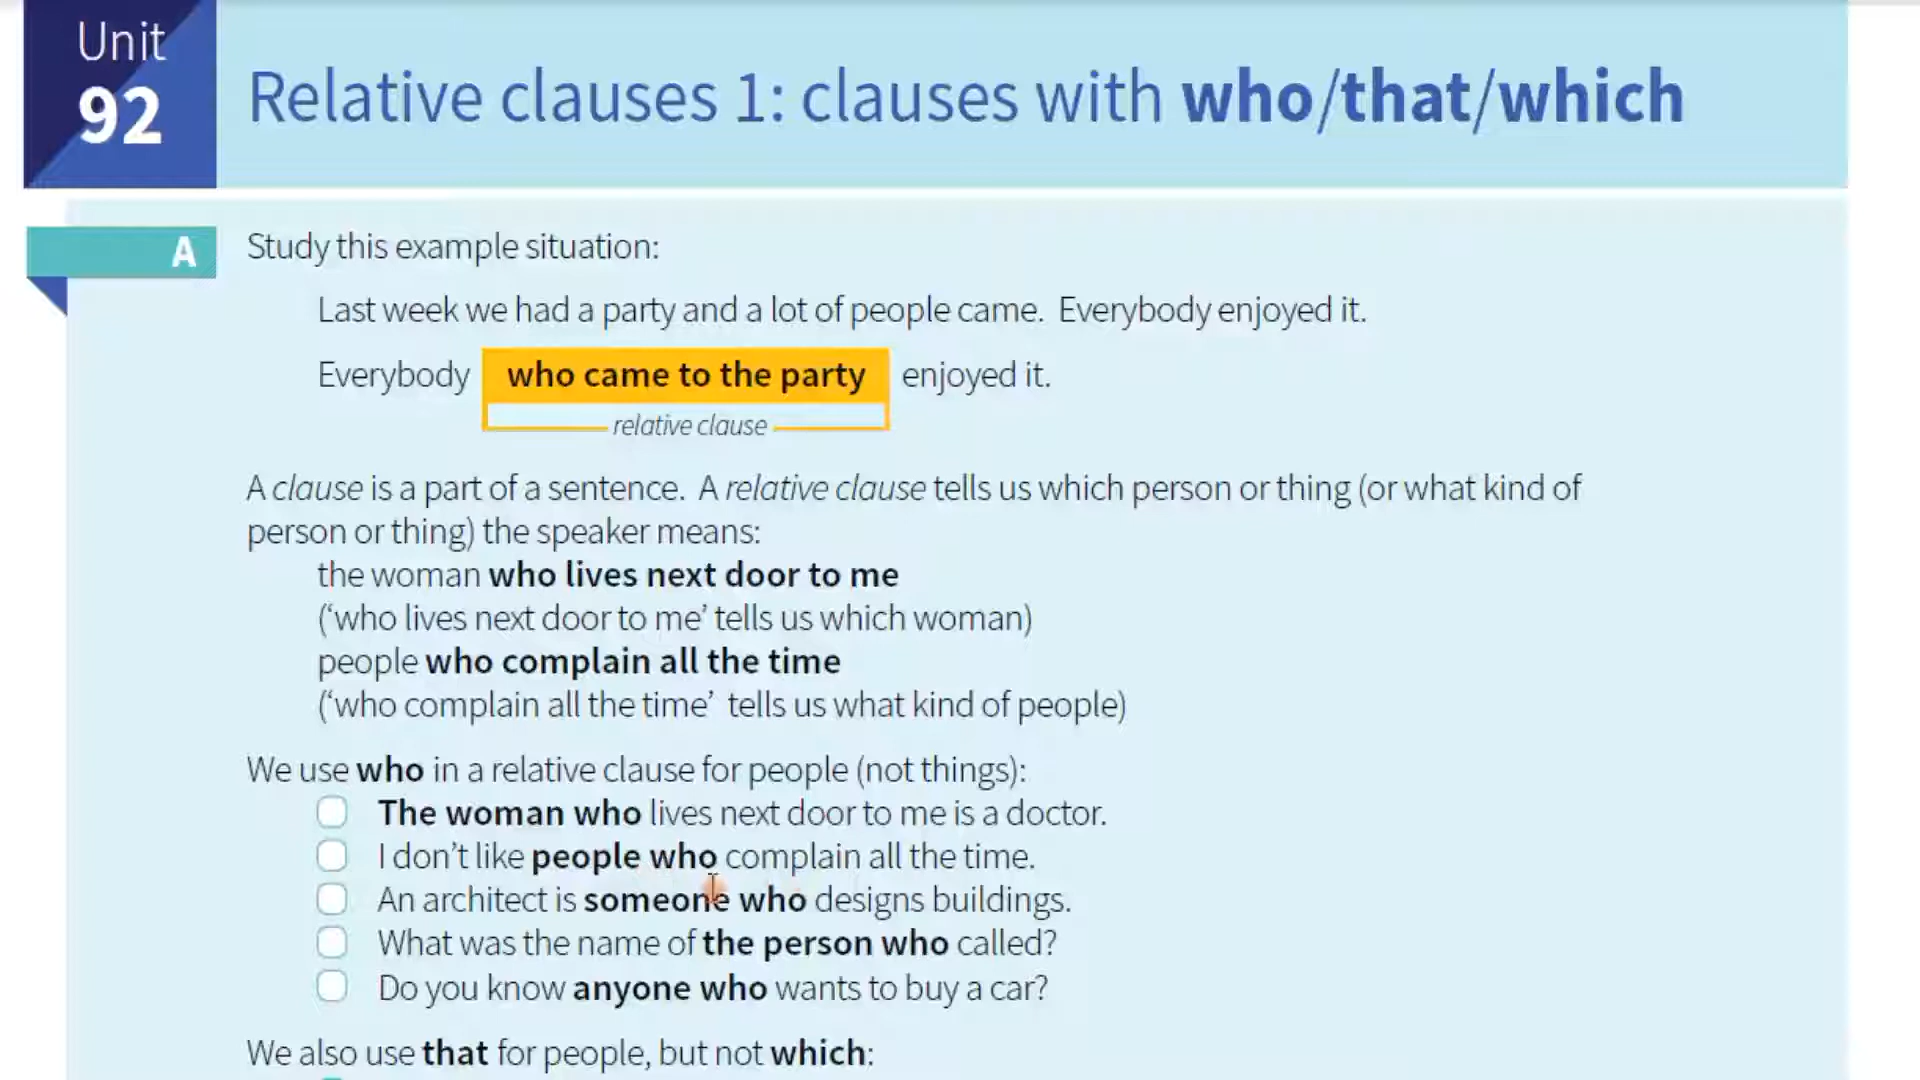 Unit
92
Relative clauses 1: clauses with who/that/which
A
Study this example situation:
Last week we had a party and a lot of people came. Everybody enjoyed it.
Everybody who came to the party enjoyed it.
relative clause
A clause is a part of a sentence. A relative clause tells us which person or thing (or what kind of
person or thing) the speaker means:
the woman who lives next door to me
(‘who lives next door to me’ tells us which woman)
people who complain all the time
(‘who complain all the time’ tells us what kind of people)
We use who in a relative clause for people (not things):
The woman who lives next door to me is a doctor.
I don’t like people who complain all the time.
An architect is someone who designs buildings.
What was the name of the person who called?
Do you know anyone who wants to buy a car?
We also use that for people, but not which: